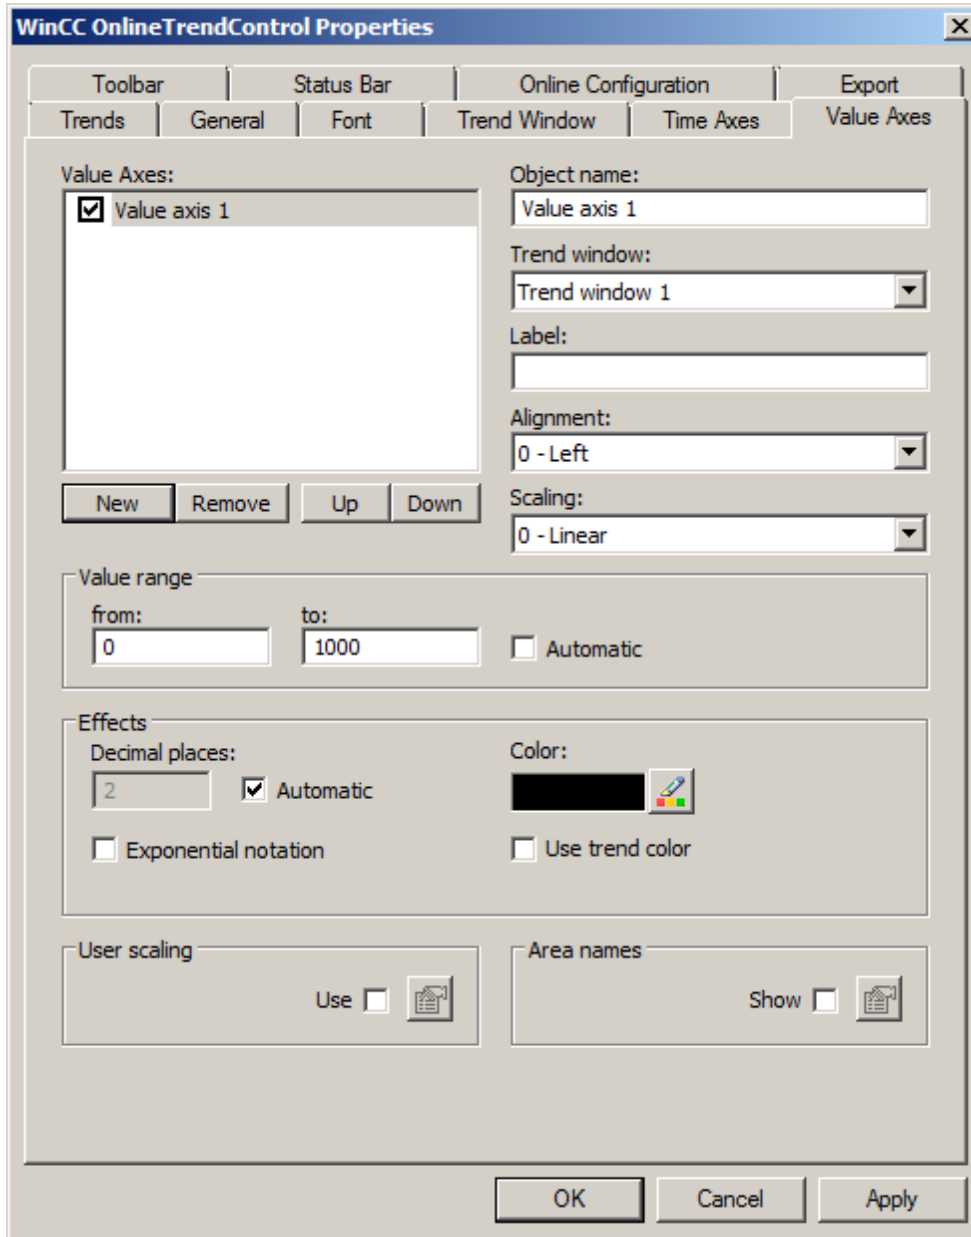 WinCC OnlineTrendControl Properties
Toolbar Status Bar Online Configuration Export
Trends General Font Trend Window Time Axes Value Axes
Value Axes:
Value axis 1
New Remove Up Down
Object name:
Value axis 1
Trend window:
Trend window 1
Label:
Alignment:
0 - Left
Scaling:
0 - Linear
Value range
from: to:
0 1000 Automatic
Effects
Decimal places: Color:
2 Automatic
Exponential notation Use trend color
User scaling
Use
Area names
Show
OK Cancel Apply